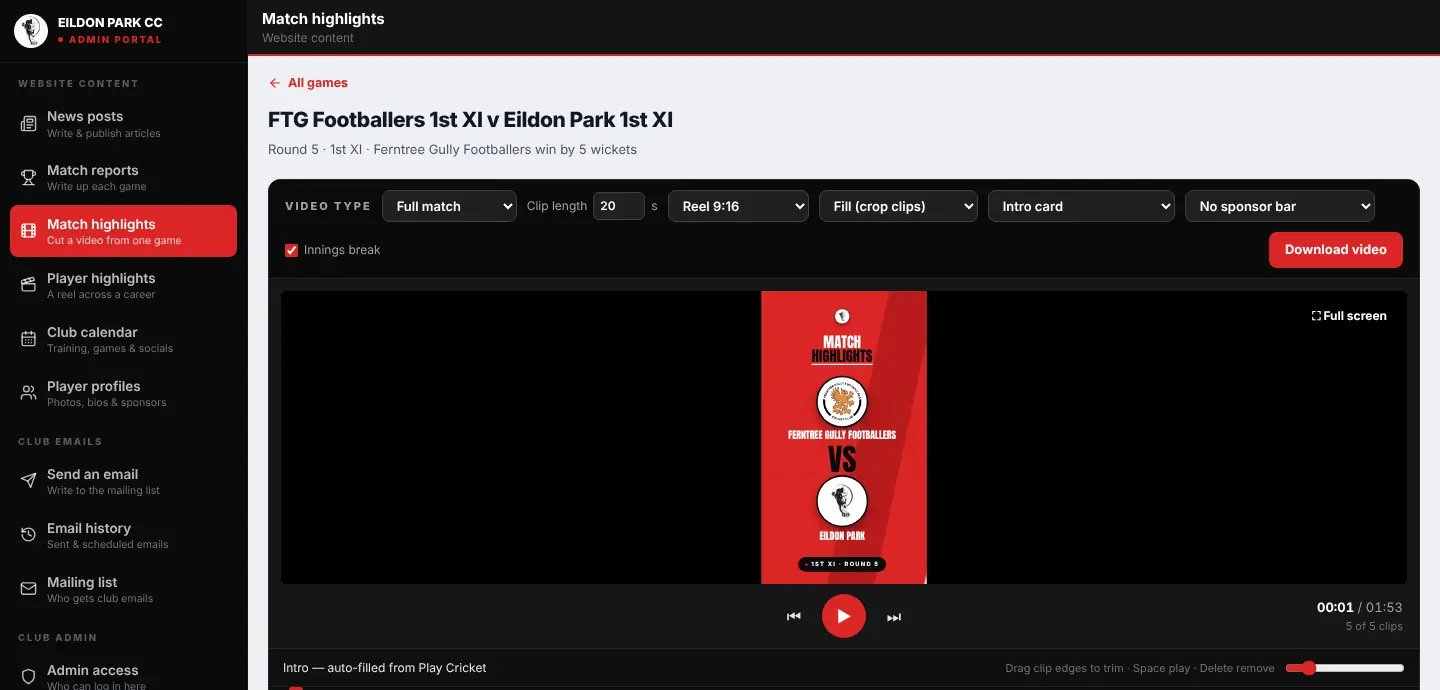 EILDON PARK CC
ADMIN PORTAL
WEBSITE CONTENT
News posts
Write & publish articles
Match reports
Write up each game
Match highlights
Cut a video from one game
Player highlights
A reel across a career
Club calendar
Training, games & socials
Player profiles
Photos, bios & sponsors
CLUB EMAILS
Send an email
Write to the mailing list
Email history
Sent & scheduled emails
Mailing list
Who gets club emails
CLUB ADMIN
Admin access
Who can log in here
Match highlights
Website content
← All games
FTG Footballers 1st XI v Eildon Park 1st XI
Round 5 · 1st XI · Ferntree Gully Footballers win by 5 wickets
VIDEO TYPE Full match Clip length 20 s Reel 9:16 Fill (crop clips) Intro card No sponsor bar
Innings break Download video
Full screen
MATCH
HIGHLIGHTS
FERNTREE GULLY FOOTBALLERS
VS
EILDON PARK
1ST XI · ROUND 5
00:01 / 01:53
5 of 5 clips
Intro — auto-filled from Play Cricket
Drag clip edges to trim · Space play · Delete remove